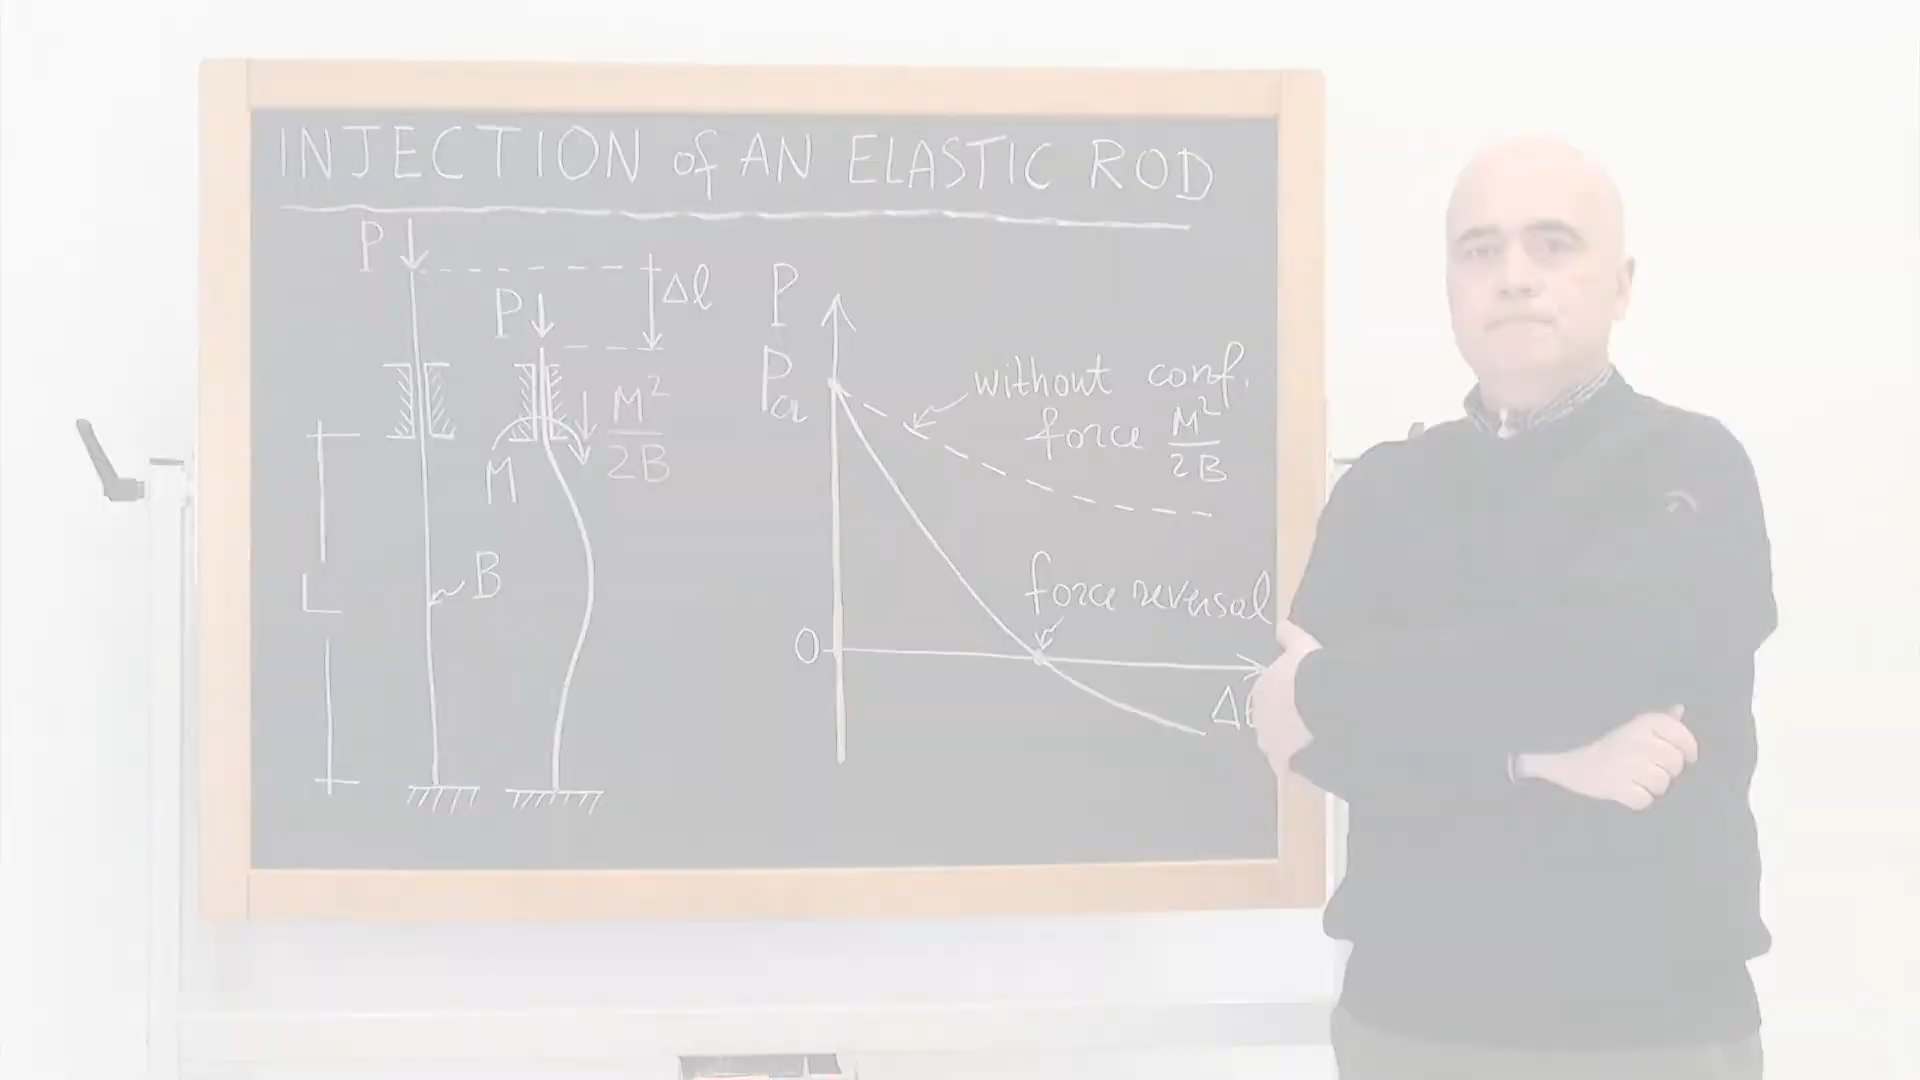 INJECTION of AN ELASTIC ROD
P
Δl
P
M²
2B
M
B
L
P
Pcr
without conf.
force M²
2B
force reversal
0